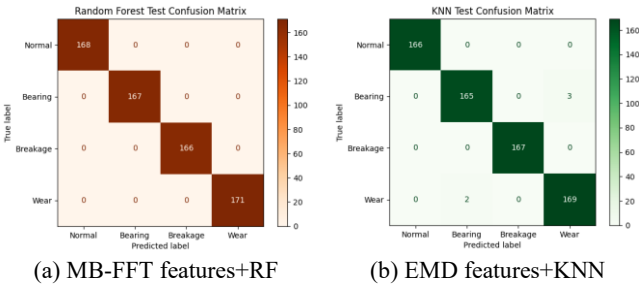 Random Forest Test Confusion Matrix
Normal
168 0 0 0
Bearing
0 167 0 0
Breakage
0 0 166 0
Wear
0 0 0 171
True label
Normal Bearing Breakage Wear
Predicted label
160
140
120
100
80
60
40
20
0
(a) MB-FFT features+RF
KNN Test Confusion Matrix
Normal
166 0 0 0
Bearing
0 165 0 3
Breakage
0 0 167 0
Wear
0 2 0 169
True label
Normal Bearing Breakage Wear
Predicted label
160
140
120
100
80
60
40
20
0
(b) EMD features+KNN